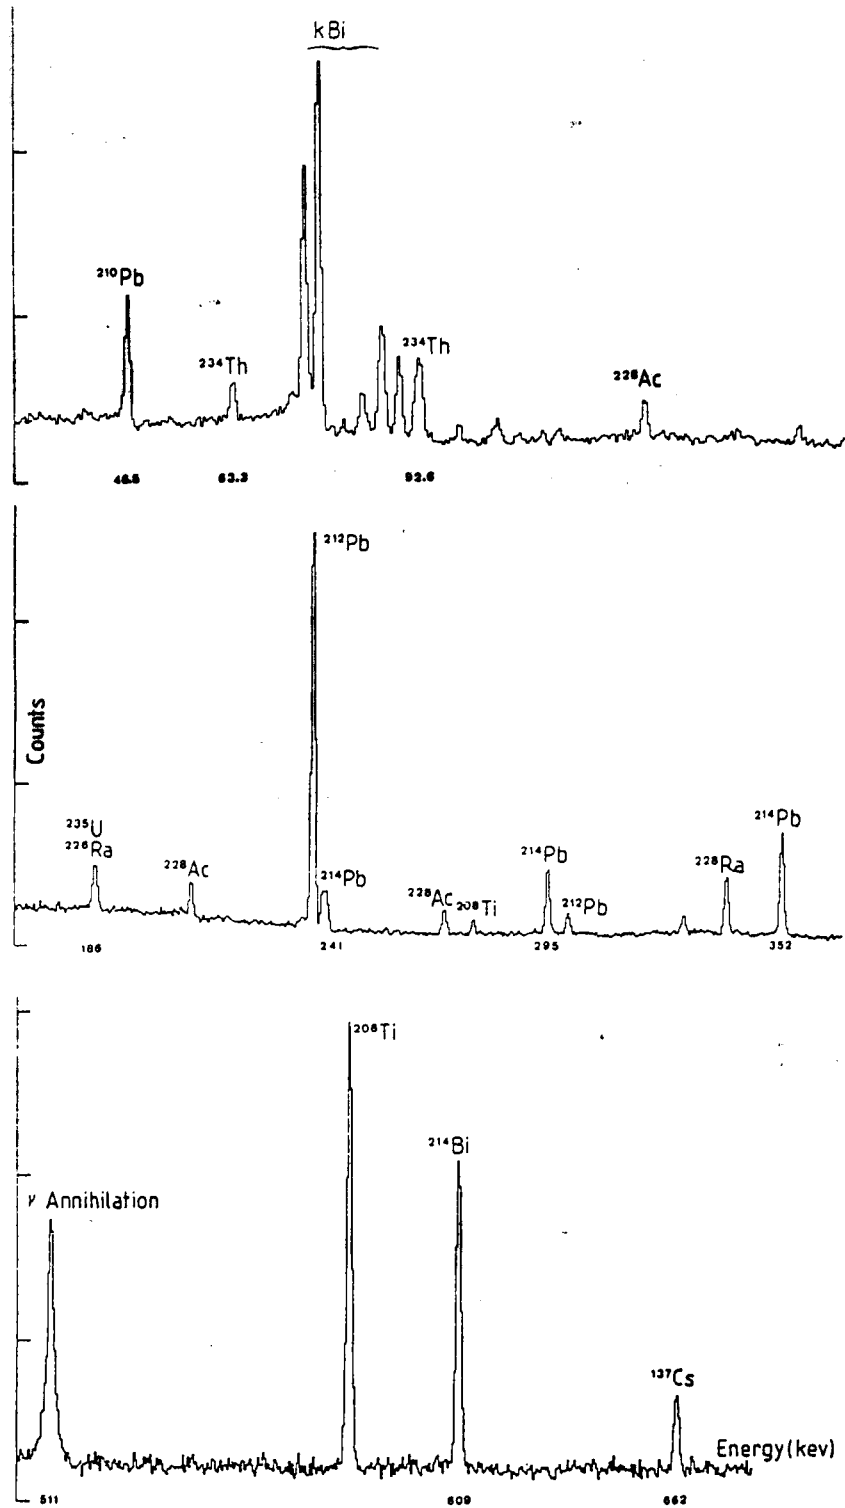 kBi
²¹⁰Pb
²³⁴Th
²³⁴Th
²²⁸Ac
46.5 63.3 92.6
²¹²Pb
Counts
²³⁵U
²²⁶Ra
²²⁸Ac
²¹⁴Pb
²²⁸Ac
²⁰⁸Ti
²¹⁴Pb
²¹²Pb
²²⁸Ra
²¹⁴Pb
186 241 295 352
²⁰⁸Ti
²¹⁴Bi
γ Annihilation
¹³⁷Cs
Energy(kev)
511 609 662